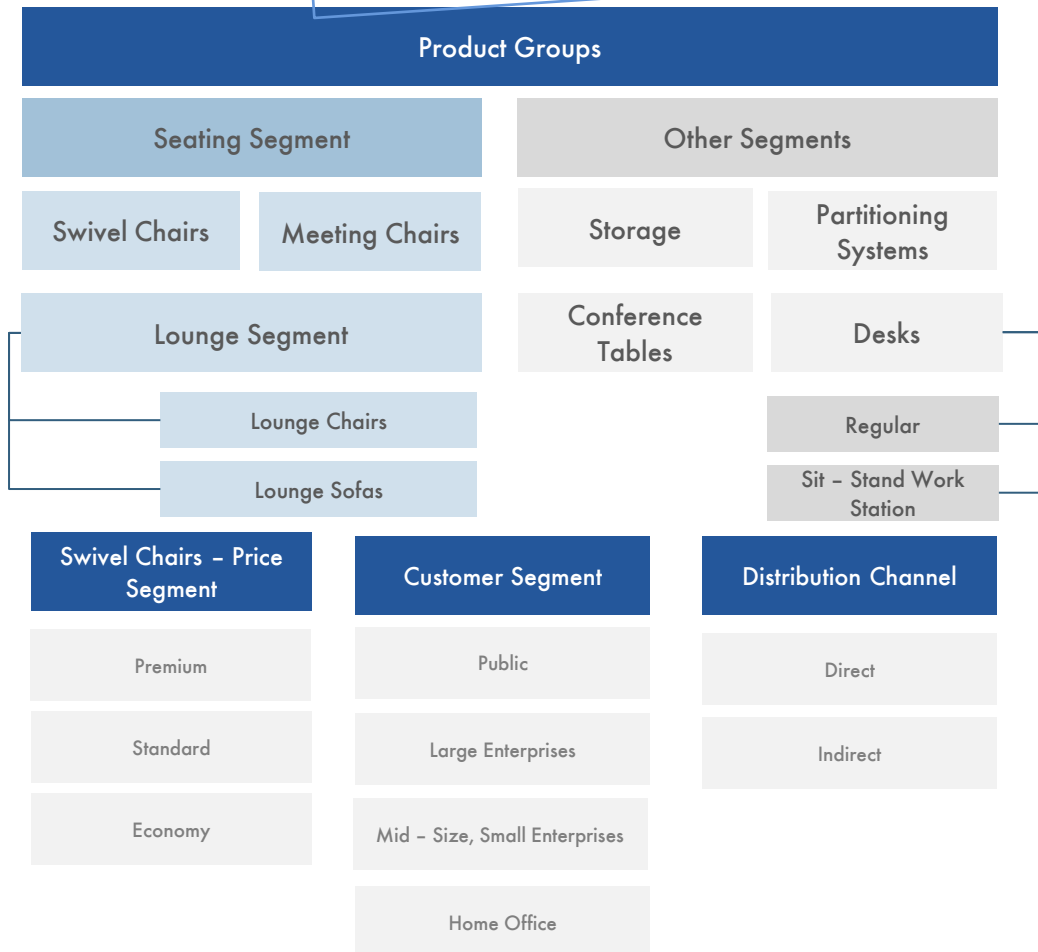 Product Groups
Seating Segment
Other Segments
Swivel Chairs
Meeting Chairs
Storage
Partitioning
Systems
Lounge Segment
Conference
Tables
Desks
Lounge Chairs
Regular
Lounge Sofas
Sit – Stand Work
Station
Swivel Chairs – Price
Segment
Premium
Standard
Economy
Customer Segment
Public
Large Enterprises
Mid – Size, Small Enterprises
Home Office
Distribution Channel
Direct
Indirect